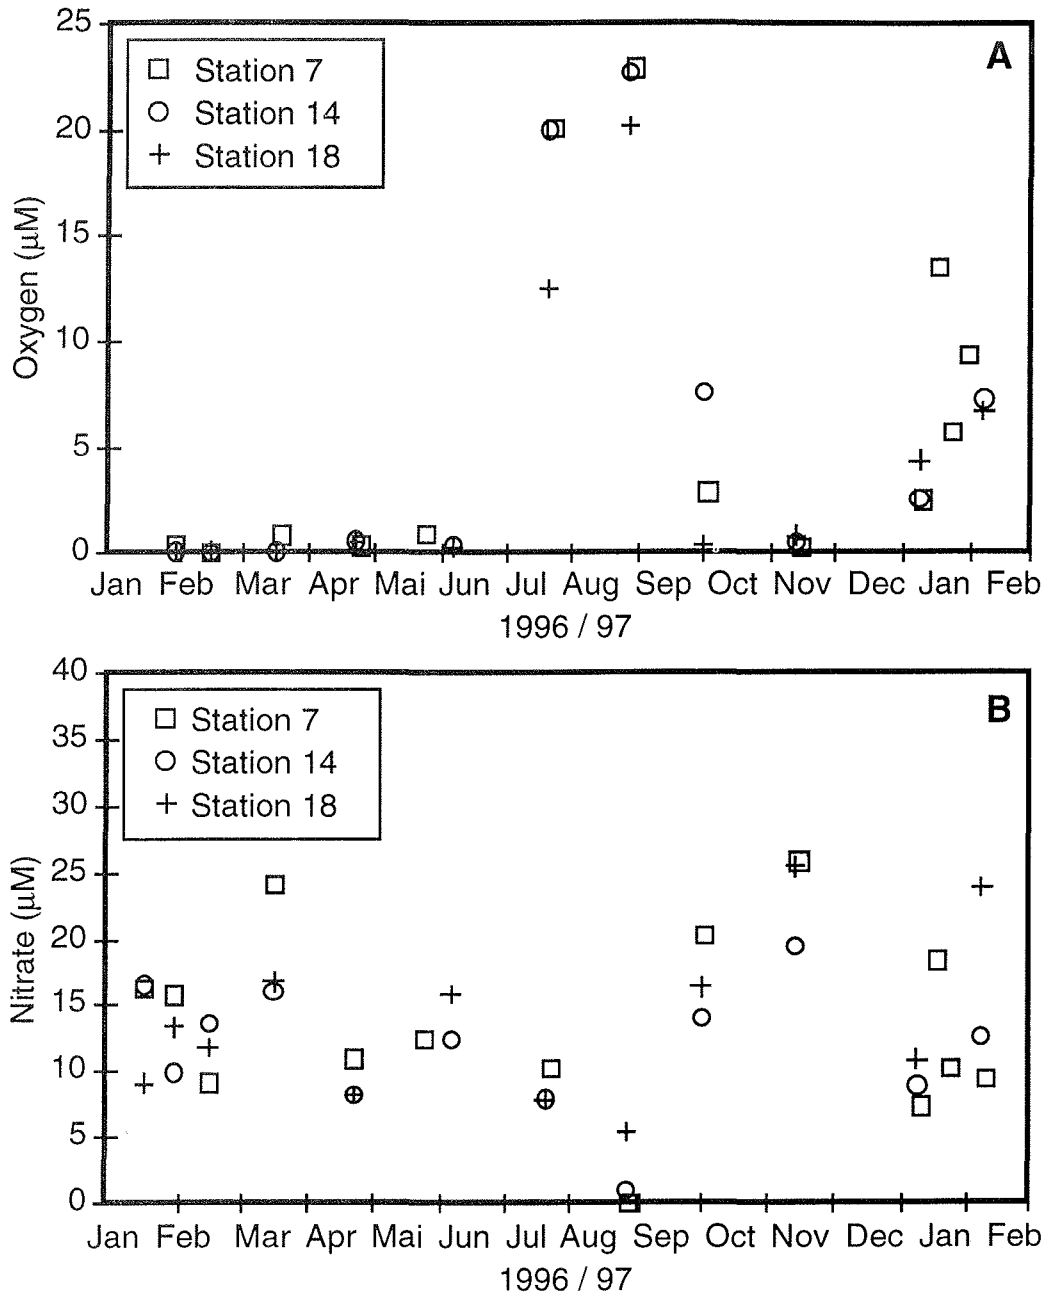 25
A
Station 7
Station 14
20
Station 18
15
Oxygen (µM)
10
5
0
Jan Feb Mar Apr Mai Jun Jul Aug Sep Oct Nov Dec Jan Feb
1996 / 97
40
B
Station 7
35
Station 14
30
Station 18
25
Nitrate (µM)
20
15
10
5
0
Jan Feb Mar Apr Mai Jun Jul Aug Sep Oct Nov Dec Jan Feb
1996 / 97